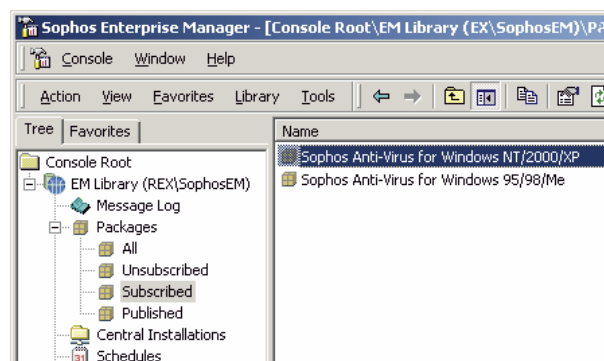 Sophos Enterprise Manager - [Console Root\EM Library (EX\SophosEM)\Pa
Console Window Help
Action View Favorites Library Tools
Tree Favorites
Name
Console Root
EM Library (REX\SophosEM)
Message Log
Packages
All
Unsubscribed
Subscribed
Published
Central Installations
31 Schedules
Sophos Anti-Virus for Windows NT/2000/XP
Sophos Anti-Virus for Windows 95/98/Me